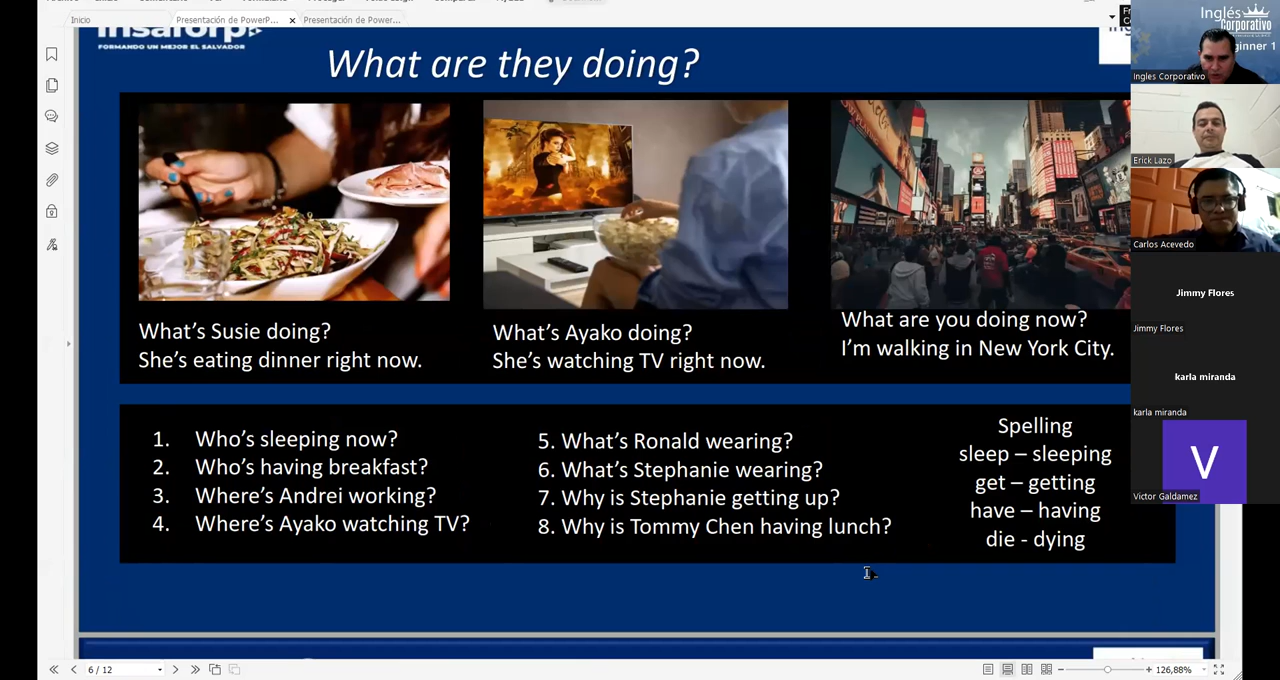 Inicio
Presentación de PowerP... ×
Presentación de Power...
FORMANDO UN MEJOR EL SALVADOR
What are they doing?
What's Susie doing?
She's eating dinner right now.
What's Ayako doing?
She's watching TV right now.
What are you doing now?
I'm walking in New York City.
1. Who's sleeping now?
2. Who's having breakfast?
3. Where's Andrei working?
4. Where's Ayako watching TV?
5. What's Ronald wearing?
6. What's Stephanie wearing?
7. Why is Stephanie getting up?
8. Why is Tommy Chen having lunch?
Spelling
sleep – sleeping
get – getting
have – having
die - dying
Inglés
Corporativo
ginner 1
Ingles Corporativo
Erick Lazo
Carlos Acevedo
Jimmy Flores
Jimmy Flores
karla miranda
karla miranda
V
Victor Galdamez
6 / 12
126,88%